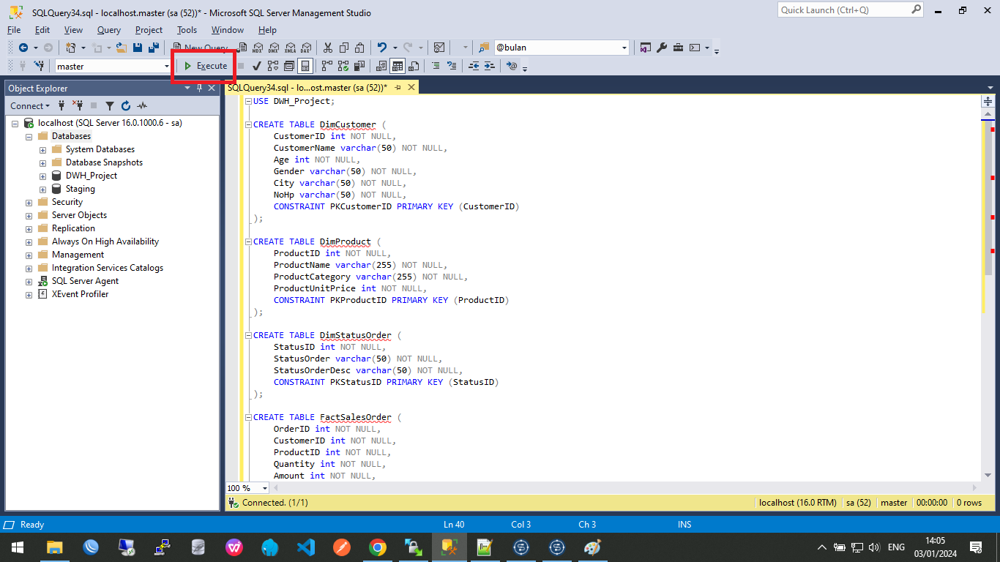 SQLQuery34.sql - localhost.master (sa (52))* - Microsoft SQL Server Management Studio
Quick Launch (Ctrl+Q)
File Edit View Query Project Tools Window Help
New Query MDX DMX XMLA DAX
@bulan
master
Execute
Object Explorer
SQLQuery34.sql - lo...ost.master (sa (52))*
Connect
localhost (SQL Server 16.0.1000.6 - sa)
Databases
System Databases
Database Snapshots
DWH_Project
Staging
Security
Server Objects
Replication
Always On High Availability
Management
Integration Services Catalogs
SQL Server Agent
XEvent Profiler
USE DWH_Project;
CREATE TABLE DimCustomer (
CustomerID int NOT NULL,
CustomerName varchar(50) NOT NULL,
Age int NOT NULL,
Gender varchar(50) NOT NULL,
City varchar(50) NOT NULL,
NoHp varchar(50) NOT NULL,
CONSTRAINT PKCustomerID PRIMARY KEY (CustomerID)
);
CREATE TABLE DimProduct (
ProductID int NOT NULL,
ProductName varchar(255) NOT NULL,
ProductCategory varchar(255) NOT NULL,
ProductUnitPrice int NOT NULL,
CONSTRAINT PKProductID PRIMARY KEY (ProductID)
);
CREATE TABLE DimStatusOrder (
StatusID int NOT NULL,
StatusOrder varchar(50) NOT NULL,
StatusOrderDesc varchar(50) NOT NULL,
CONSTRAINT PKStatusID PRIMARY KEY (StatusID)
);
CREATE TABLE FactSalesOrder (
OrderID int NOT NULL,
CustomerID int NOT NULL,
ProductID int NOT NULL,
Quantity int NOT NULL,
Amount int NOT NULL,
100 %
Connected. (1/1)
localhost (16.0 RTM) sa (52) master 00:00:00 0 rows
Ready Ln 40 Col 3 Ch 3 INS
ENG
14:05
03/01/2024